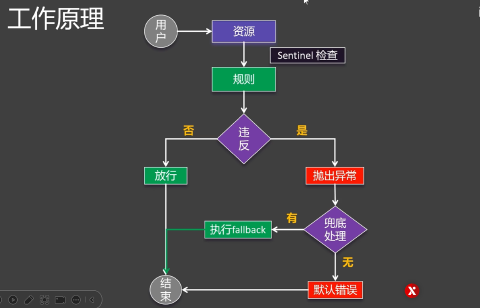 工作原理
用
户
资源
Sentinel 检查
规则
违
反
否
是
放行
抛出异常
兜底
处理
有
执行fallback
无
结
束
默认错误
X